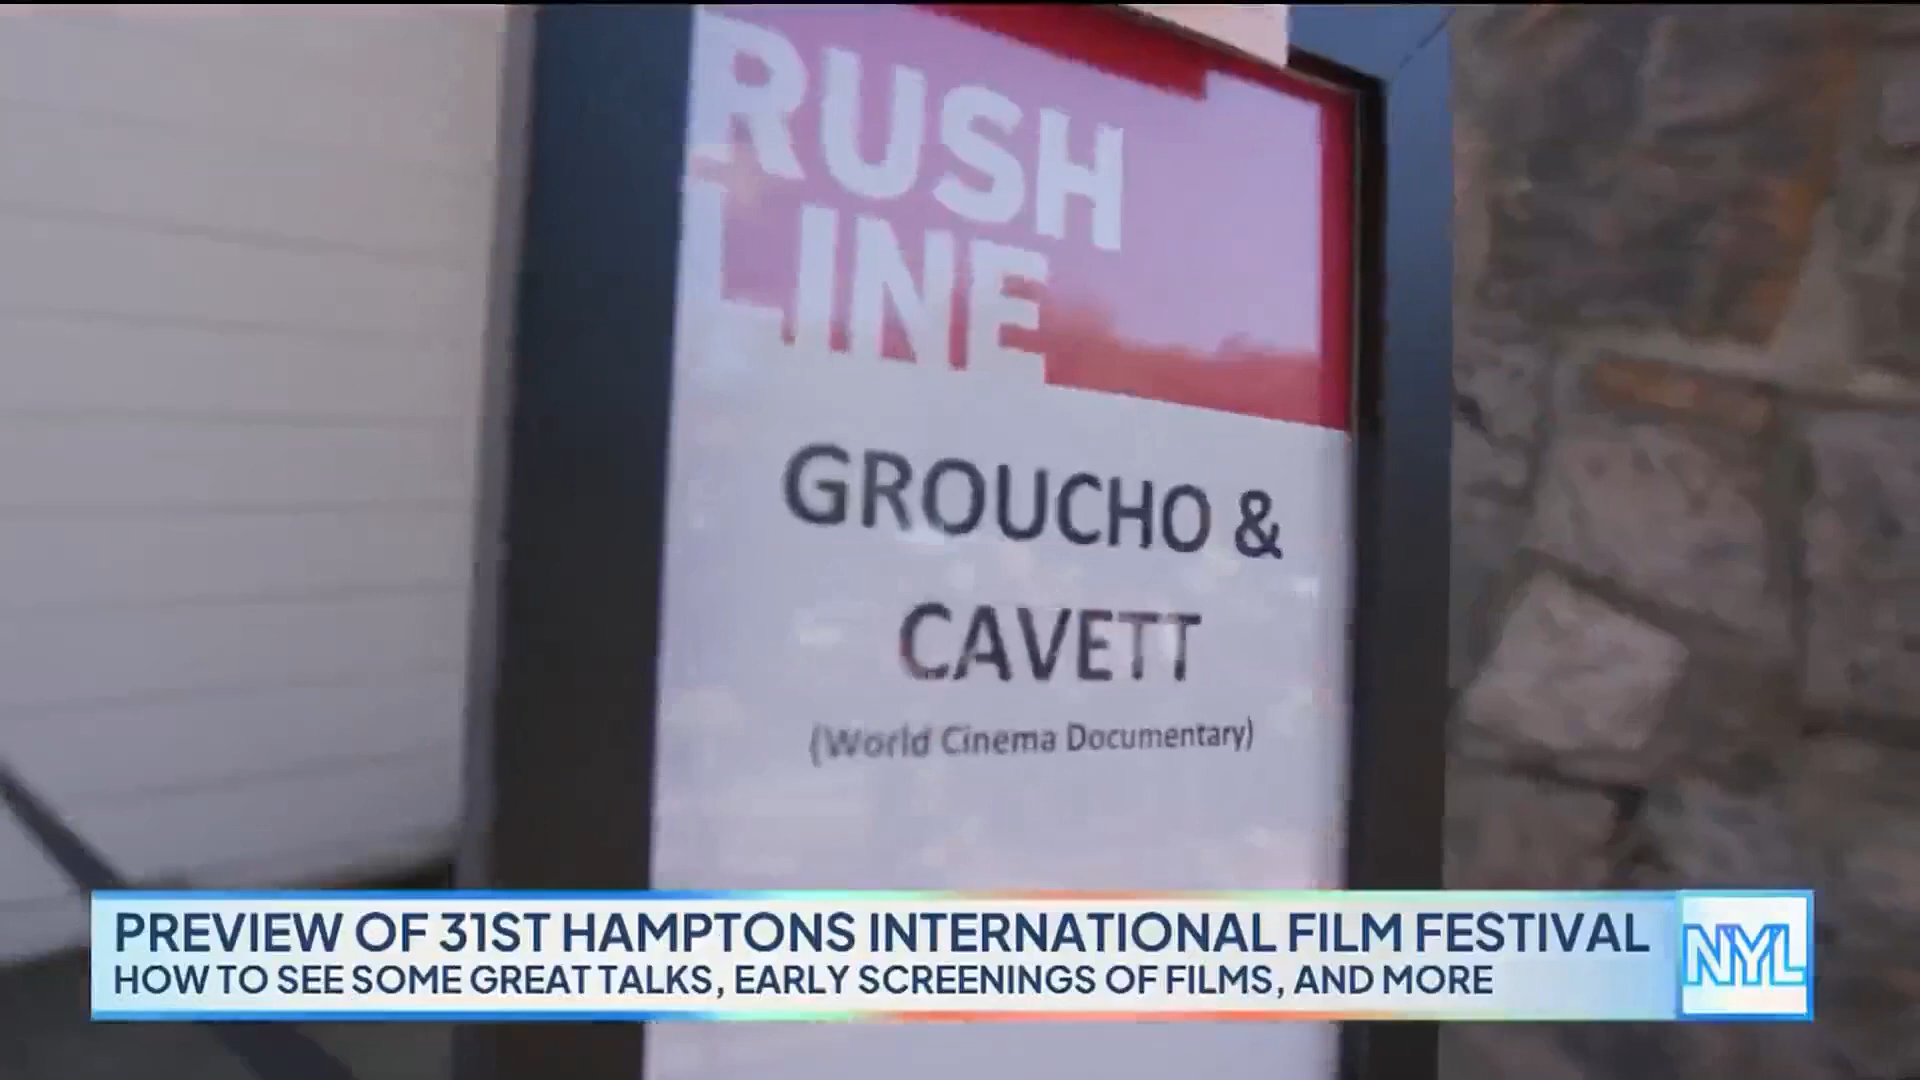 RUSH
LINE
GROUCHO &
CAVETT
(World Cinema Documentary)
PREVIEW OF 31ST HAMPTONS INTERNATIONAL FILM FESTIVAL
HOW TO SEE SOME GREAT TALKS, EARLY SCREENINGS OF FILMS, AND MORE
NYL